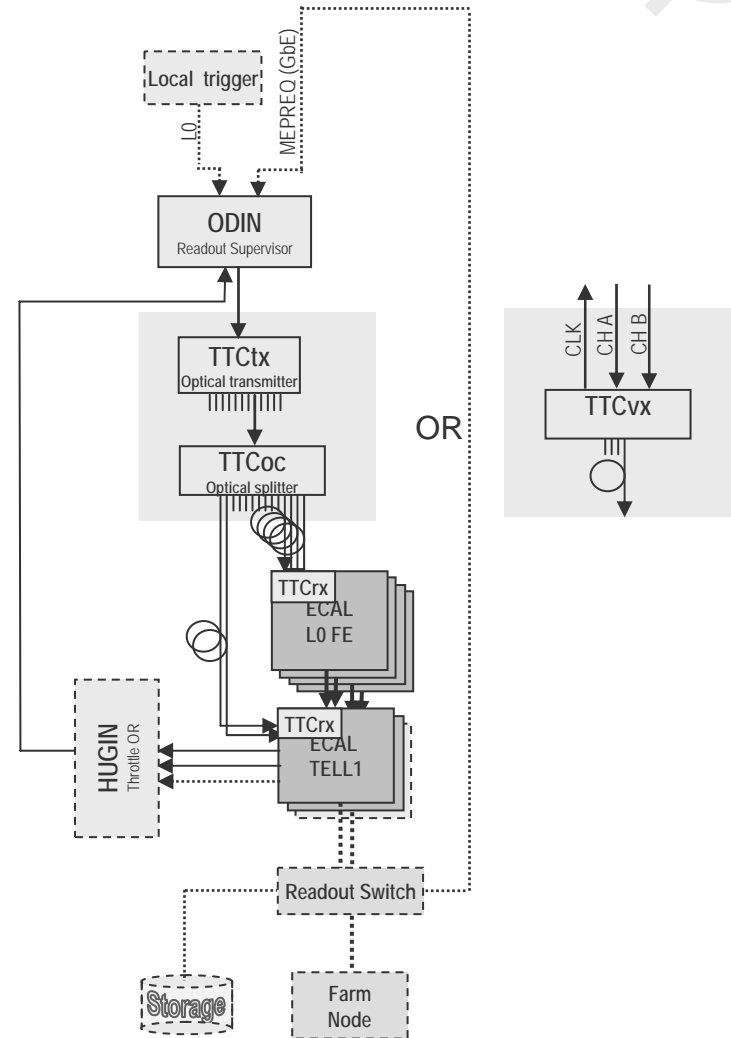 MEPREQ (GbE)
Local trigger
L0
ODIN
Readout Supervisor
CLK
CH A
CH B
TTCtx
Optical transmitter
TTCvx
OR
TTCoc
Optical splitter
TTCrx
ECAL
L0 FE
TTCrx
ECAL
TELL1
HUGIN
Throttle OR
Readout Switch
Storage
Farm
Node